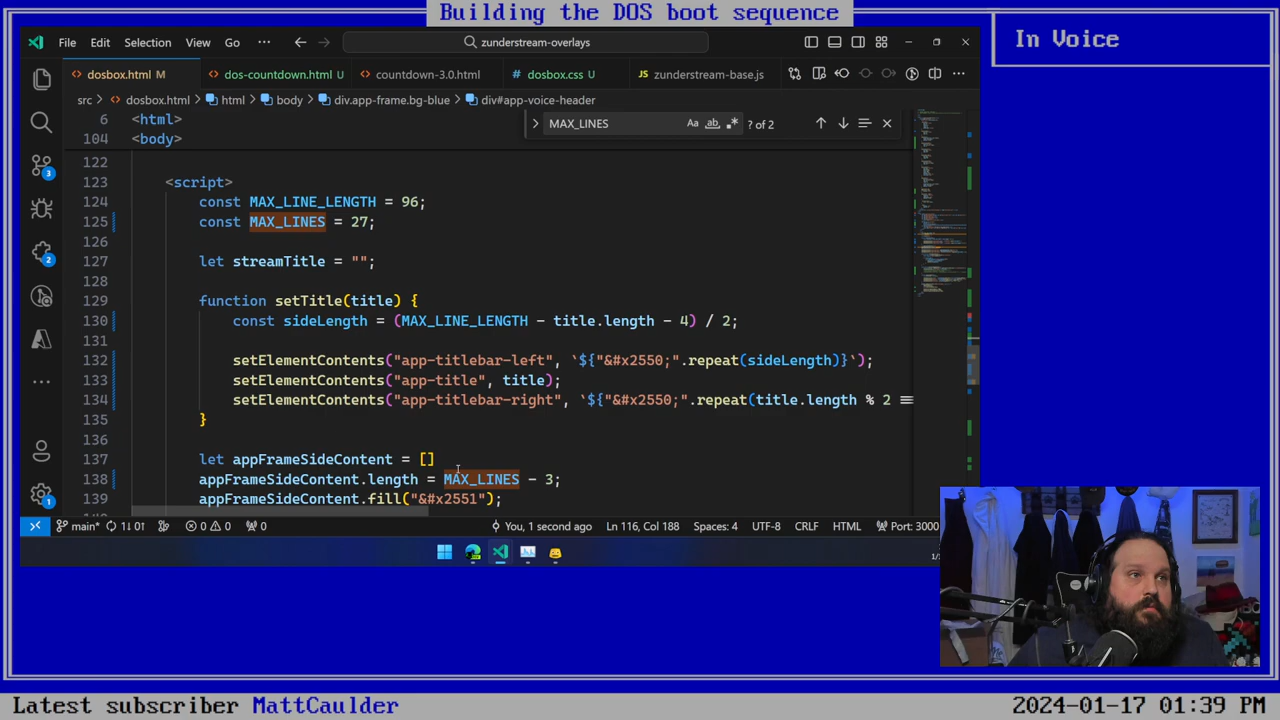 Building the DOS boot sequence
In Voice
File Edit Selection View Go
zunderstream-overlays
dosbox.html M
dos-countdown.html U
countdown-3.0.html
dosbox.css U
zunderstream-base.js
src > dosbox.html > html > body > div.app-frame.bg-blue > div#app-voice-header
MAX_LINES
Aa ab
? of 2
6 <html>
104 <body>
122
123 <script>
124 const MAX_LINE_LENGTH = 96;
125 const MAX_LINES = 27;
126
127 let streamTitle = "";
128
129 function setTitle(title) {
130 const sideLength = (MAX_LINE_LENGTH - title.length - 4) / 2;
131
132 setElementContents("app-titlebar-left", `${"&#x2550;".repeat(sideLength)}`);
133 setElementContents("app-title", title);
134 setElementContents("app-titlebar-right", `${"&#x2550;".repeat(title.length % 2
135 }
136
137 let appFrameSideContent = []
138 appFrameSideContent.length = MAX_LINES - 3;
139 appFrameSideContent.fill("&#x2551");
3
2
1
main* 1↓ 0↑ 0 0 0
You, 1 second ago
Ln 116, Col 188
Spaces: 4
UTF-8
CRLF
HTML
Port: 3000
Latest subscriber MattCaulder
2024-01-17 01:39 PM